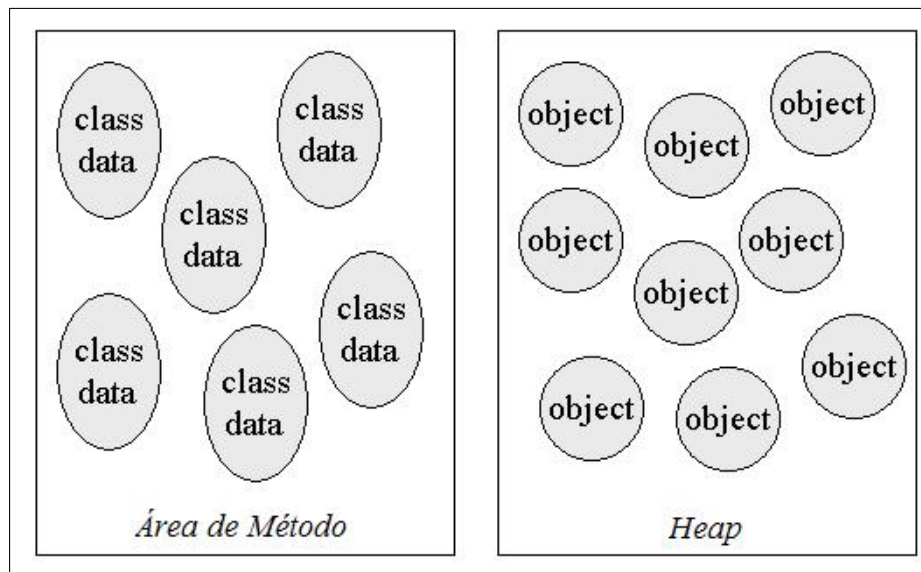 class
data
class
data
class
data
class
data
class
data
class
data
Área de Método
object
object
object
object
object
object
object
object
object
Heap